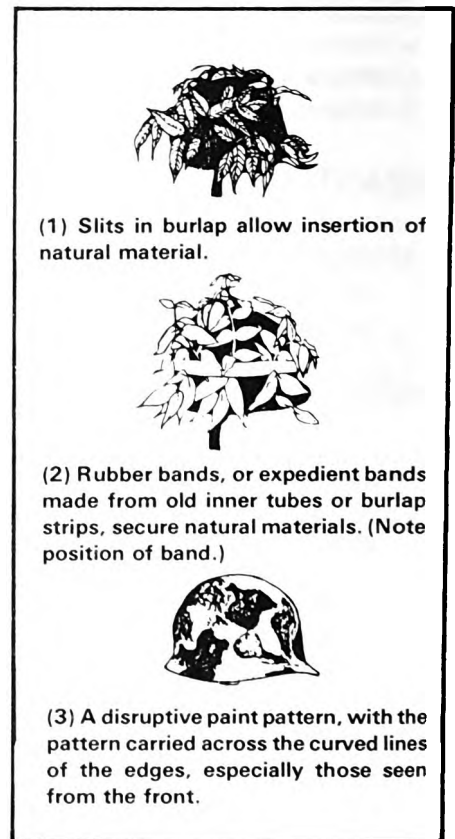 (1) Slits in burlap allow insertion of
natural material.
(2) Rubber bands, or expedient bands
made from old inner tubes or burlap
strips, secure natural materials. (Note
position of band.)
(3) A disruptive paint pattern, with the
pattern carried across the curved lines
of the edges, especially those seen
from the front.